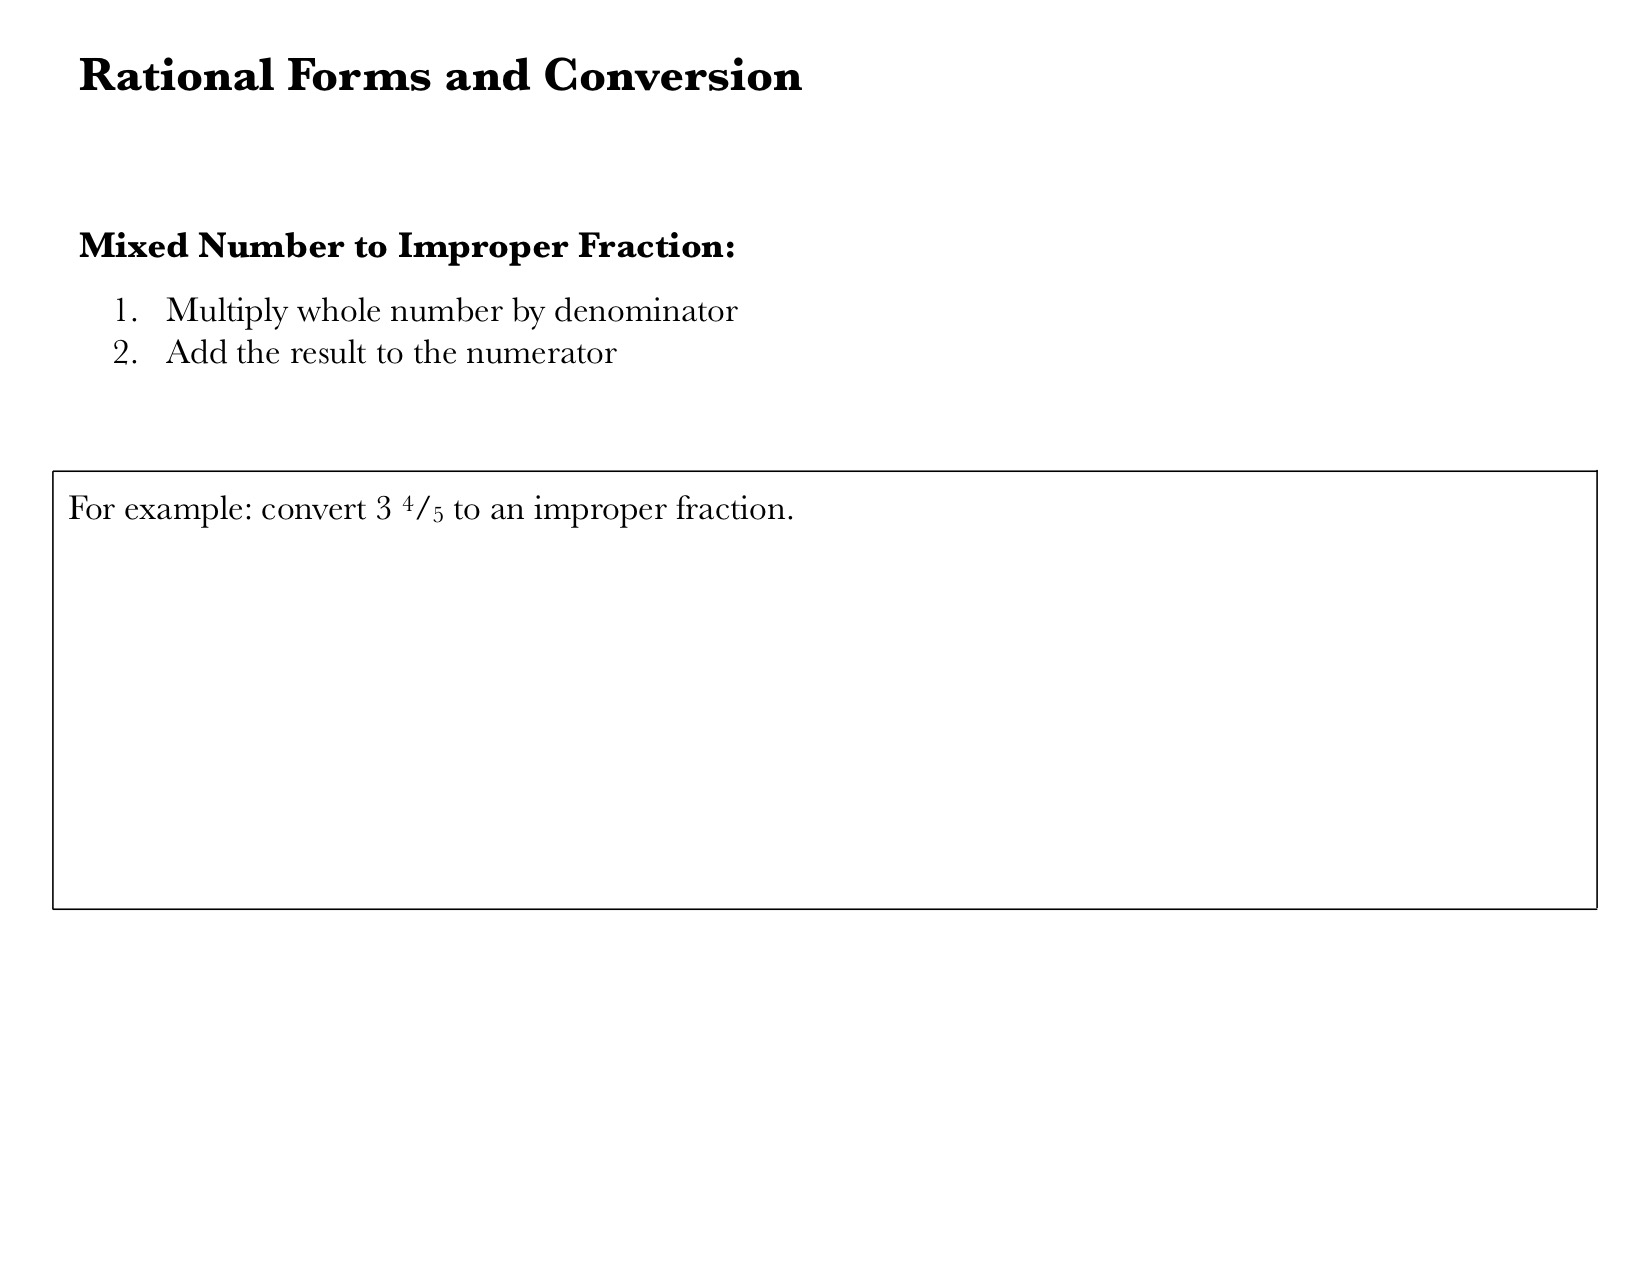 Rational Forms and Conversion
Mixed Number to Improper Fraction:
1. Multiply whole number by denominator
2. Add the result to the numerator
For example: convert 3 ⁴/₅ to an improper fraction.